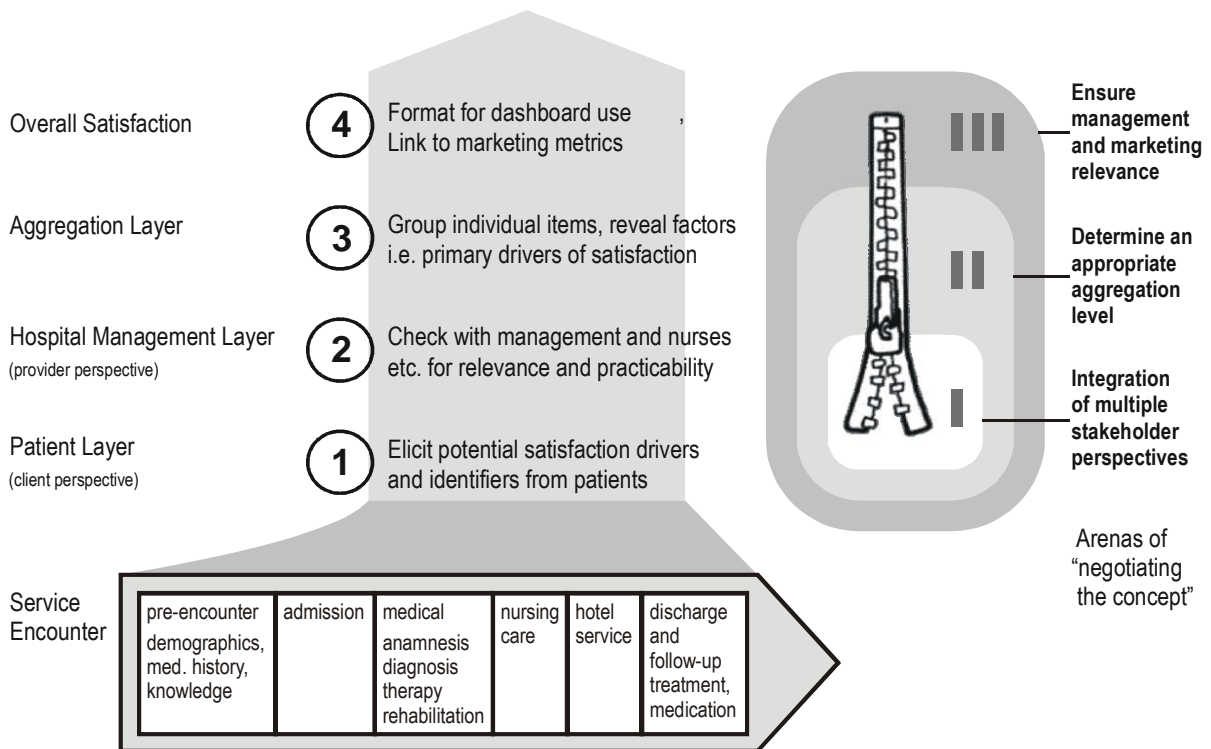 Overall Satisfaction
4
Format for dashboard use ,
Link to marketing metrics
Aggregation Layer
3
Group individual items, reveal factors
i.e. primary drivers of satisfaction
Hospital Management Layer
(provider perspective)
2
Check with management and nurses
etc. for relevance and practicability
Patient Layer
(client perspective)
1
Elicit potential satisfaction drivers
and identifiers from patients
III
Ensure
management
and marketing
relevance
II
Determine an
appropriate
aggregation
level
I
Integration
of multiple
stakeholder
perspectives
Arenas of
“negotiating
the concept”
Service
Encounter
pre-encounter
demographics,
med. history,
knowledge
admission
medical
anamnesis
diagnosis
therapy
rehabilitation
nursing
care
hotel
service
discharge
and
follow-up
treatment,
medication